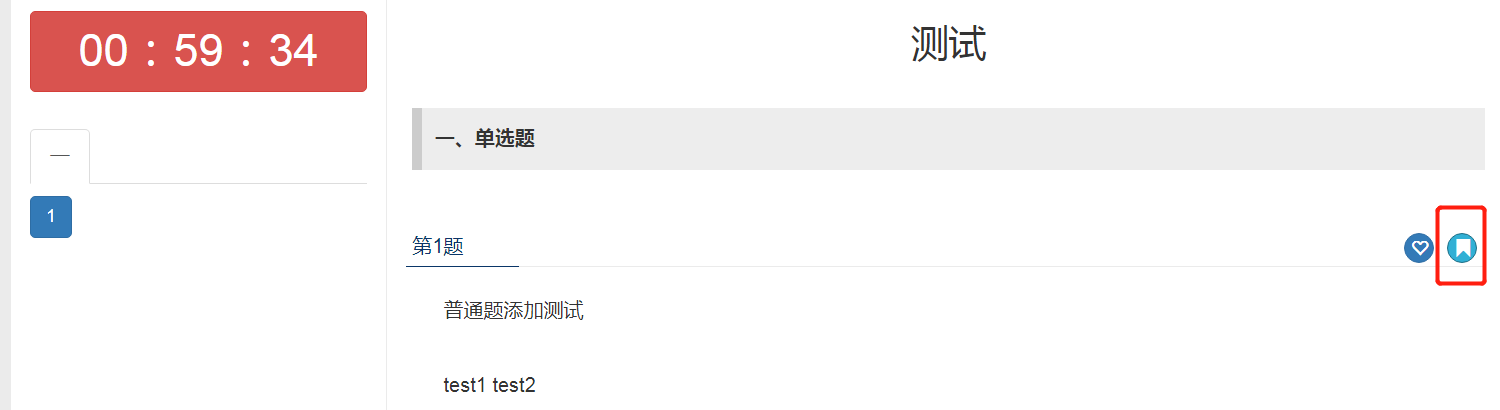 00 : 59 : 34
一
1
测试
一、单选题
第1题
普通题添加测试
test1 test2